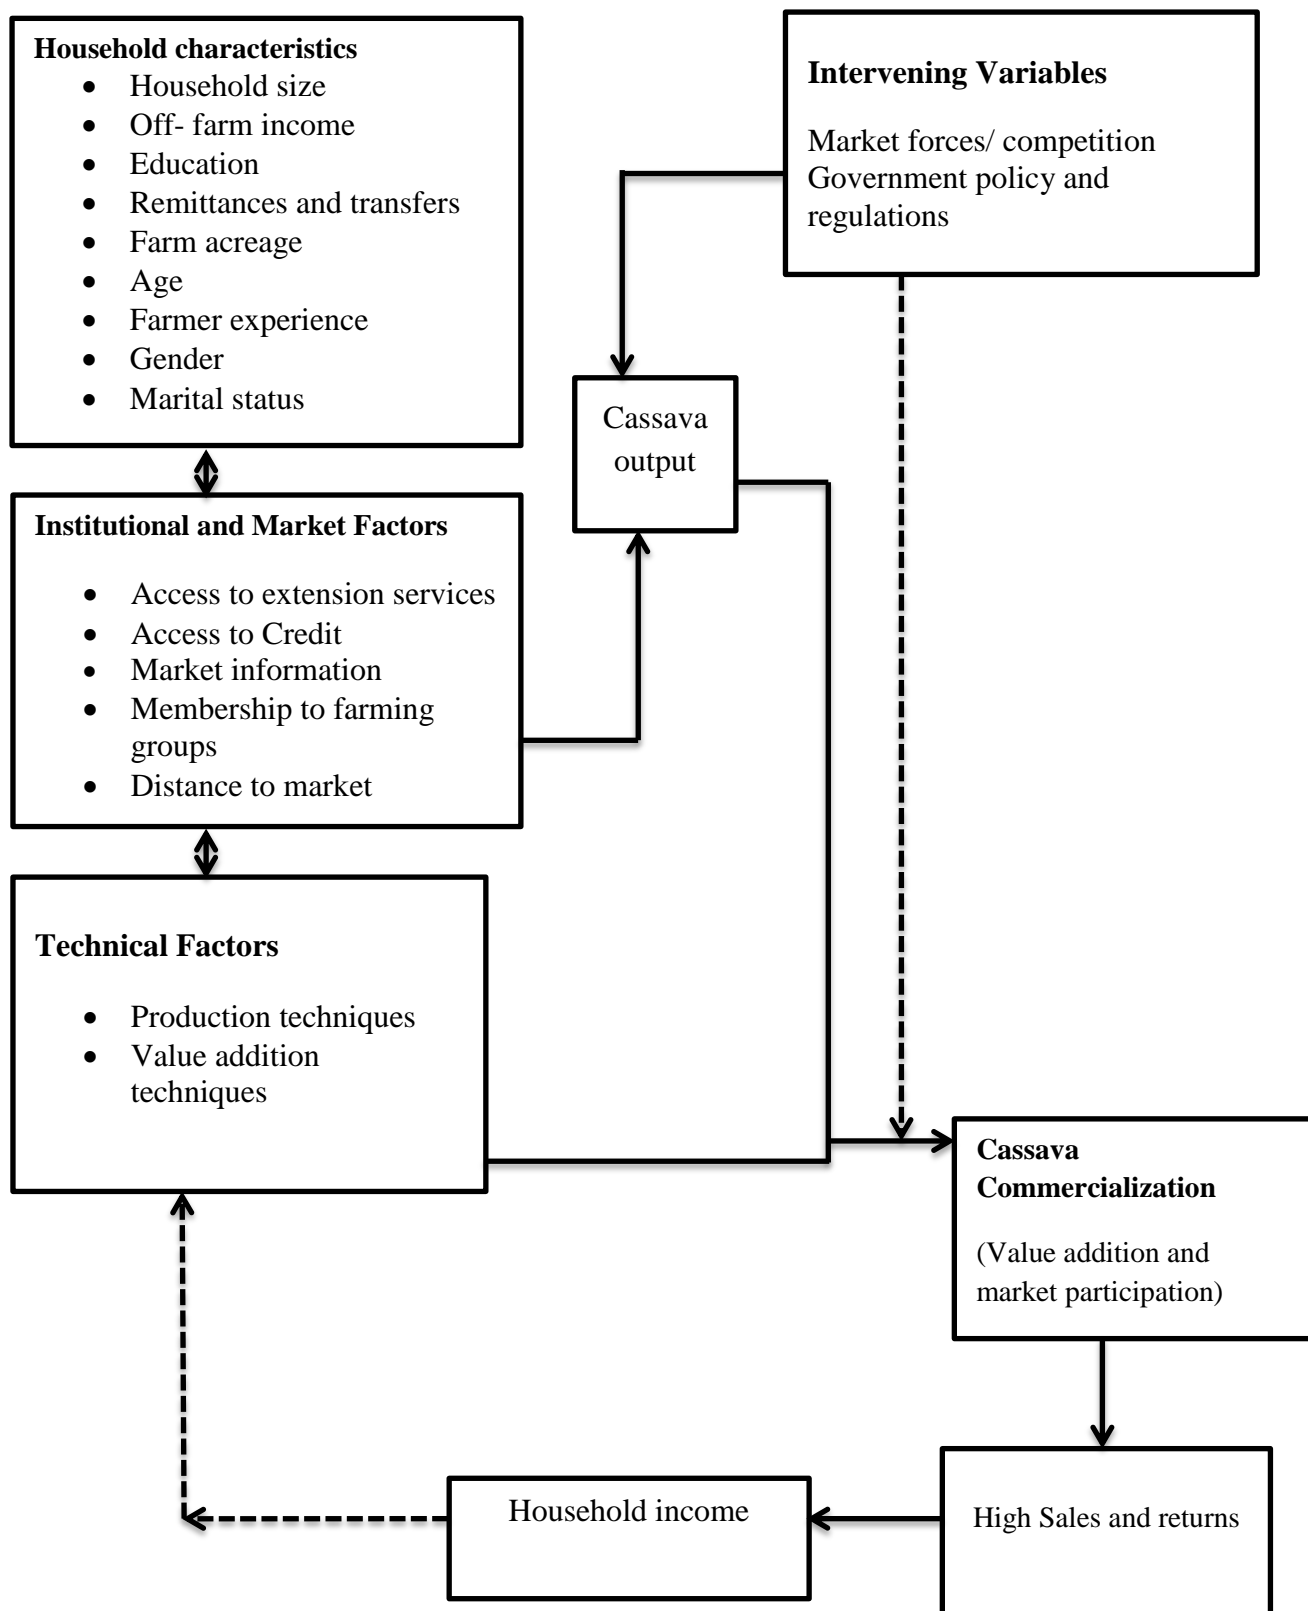 Household characteristics
• Household size
• Off- farm income
• Education
• Remittances and transfers
• Farm acreage
• Age
• Farmer experience
• Gender
• Marital status
Intervening Variables
Market forces/ competition
Government policy and
regulations
Cassava
output
Institutional and Market Factors
• Access to extension services
• Access to Credit
• Market information
• Membership to farming
groups
• Distance to market
Technical Factors
• Production techniques
• Value addition
techniques
Cassava
Commercialization
(Value addition and
market participation)
Household income
High Sales and returns